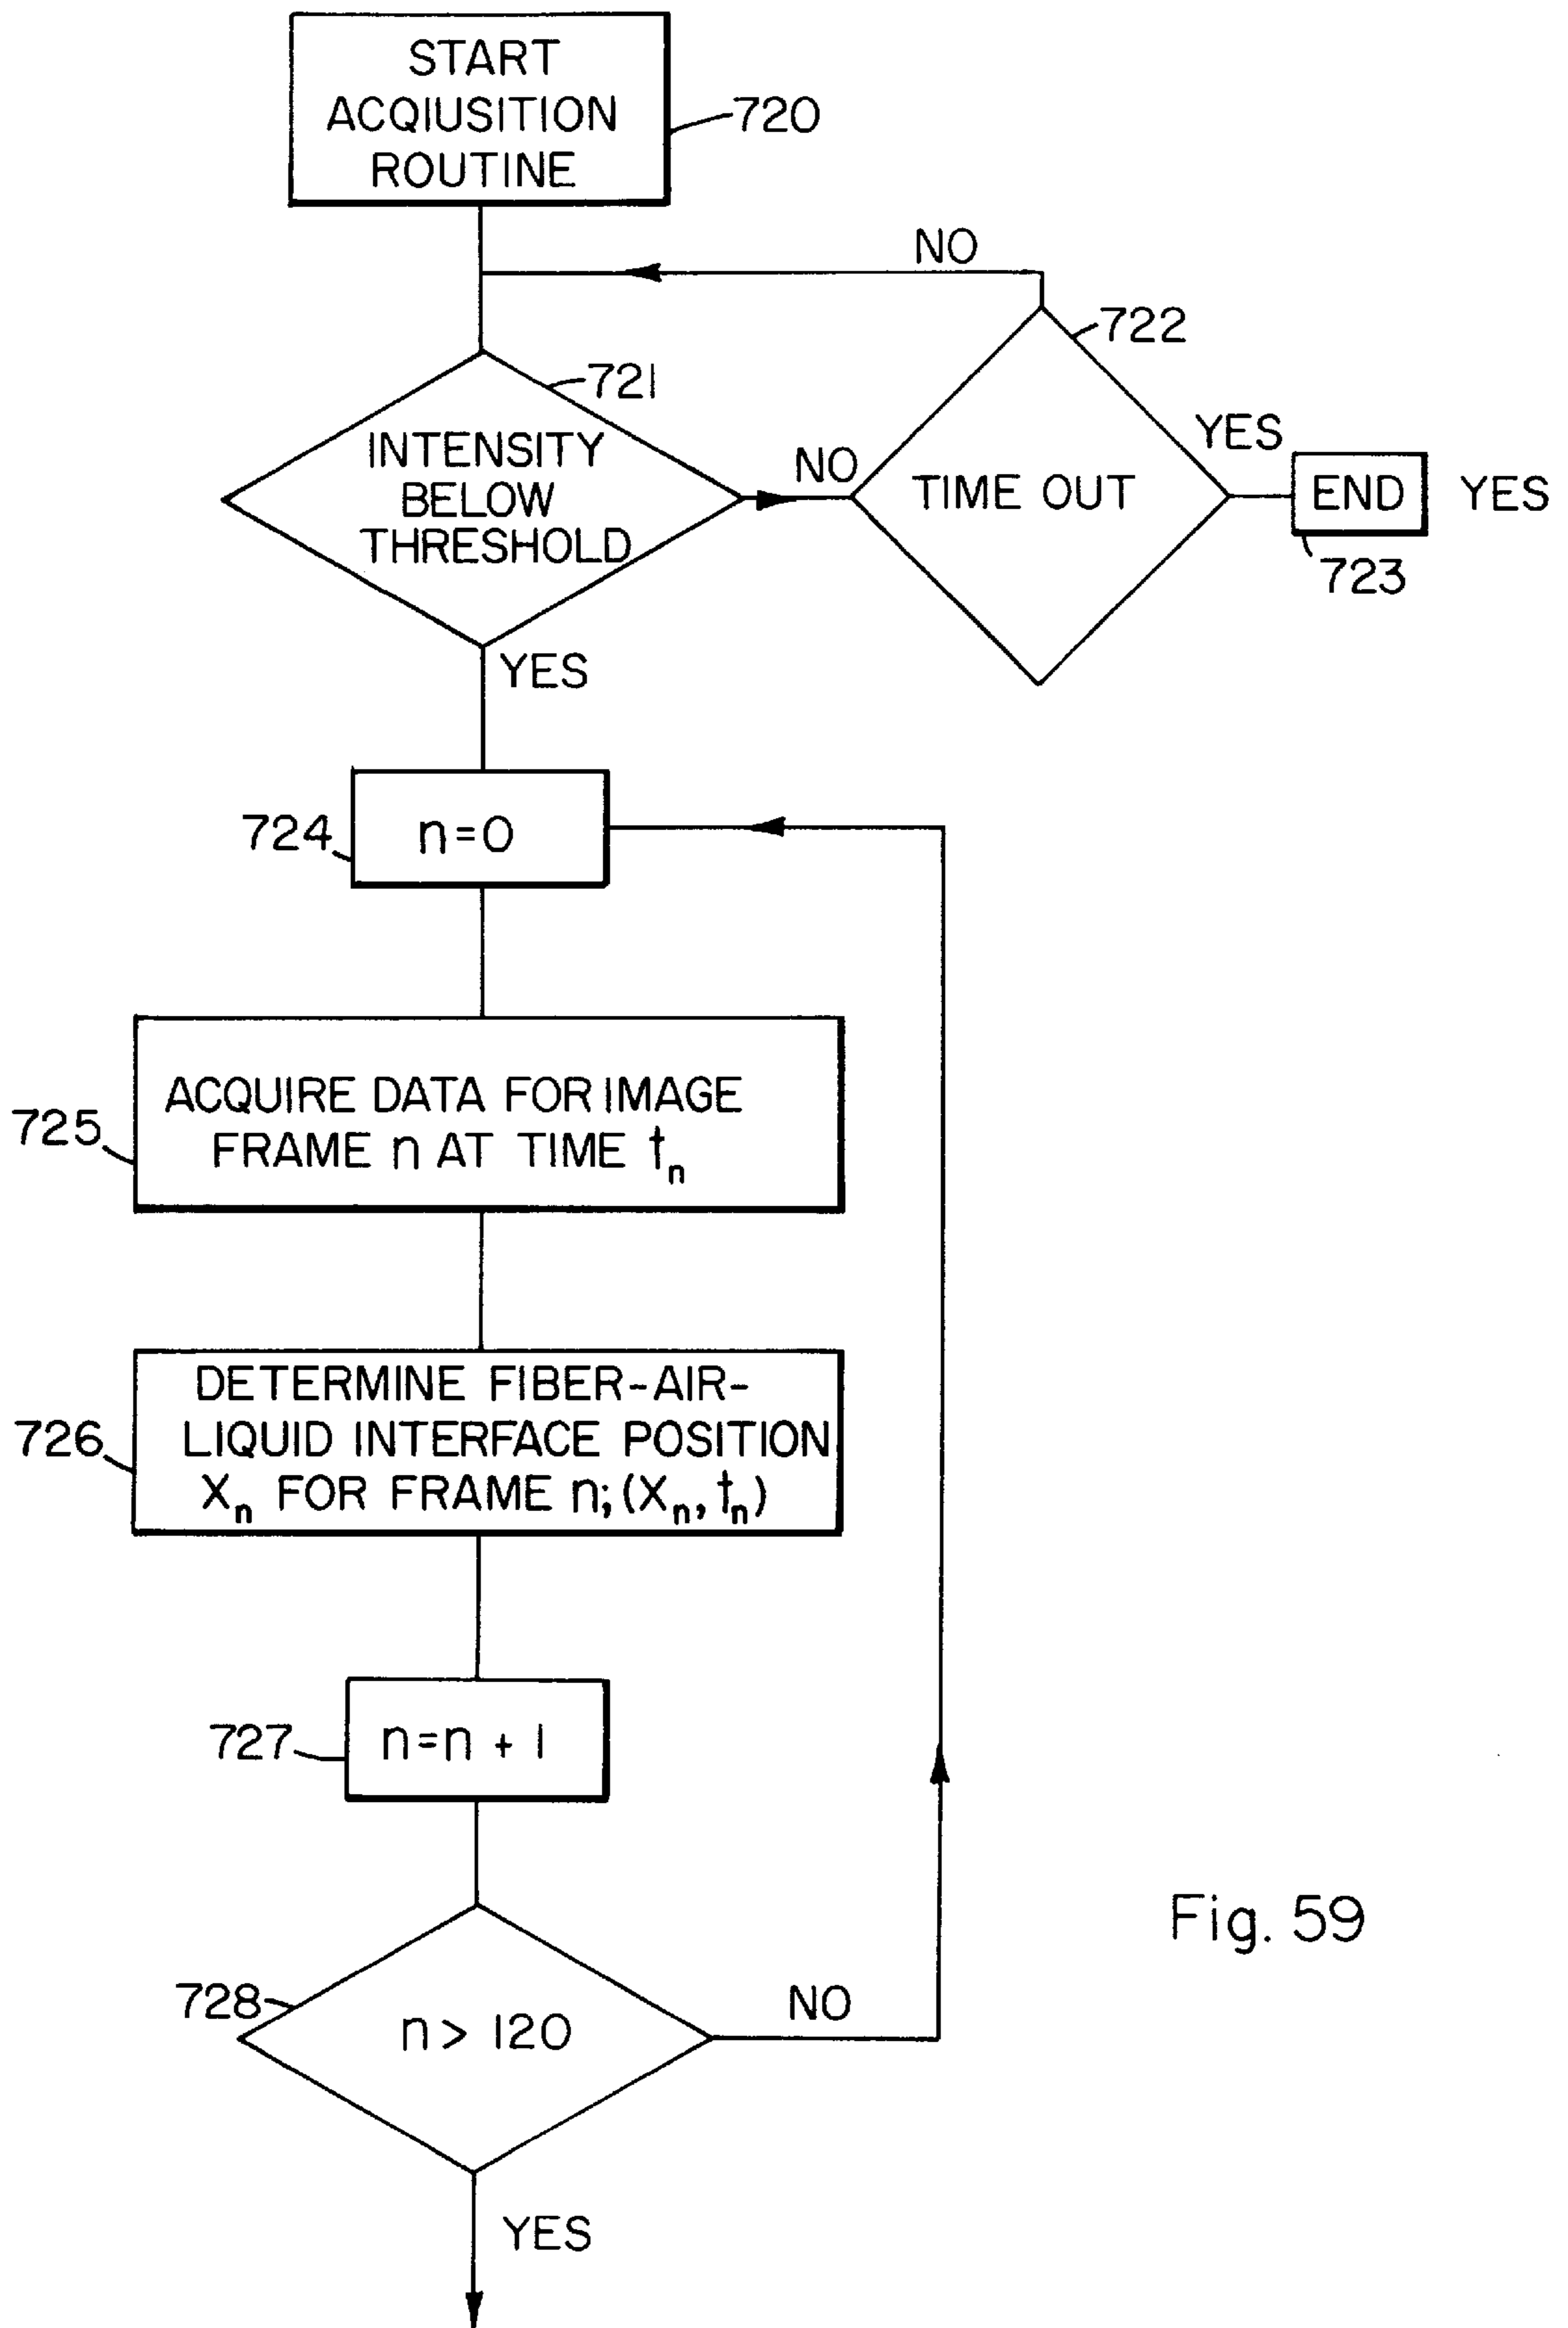 START
ACQIUSITION
ROUTINE
720
NO
722
721
INTENSITY
BELOW
THRESHOLD
NO
TIME OUT
YES
END
YES
723
YES
724
n=0
725
ACQUIRE DATA FOR IMAGE
FRAME n AT TIME tn
726
DETERMINE FIBER-AIR-
LIQUID INTERFACE POSITION
Xn FOR FRAME n; (Xn, tn)
727
n=n + 1
728
n > 120
NO
YES
Fig. 59